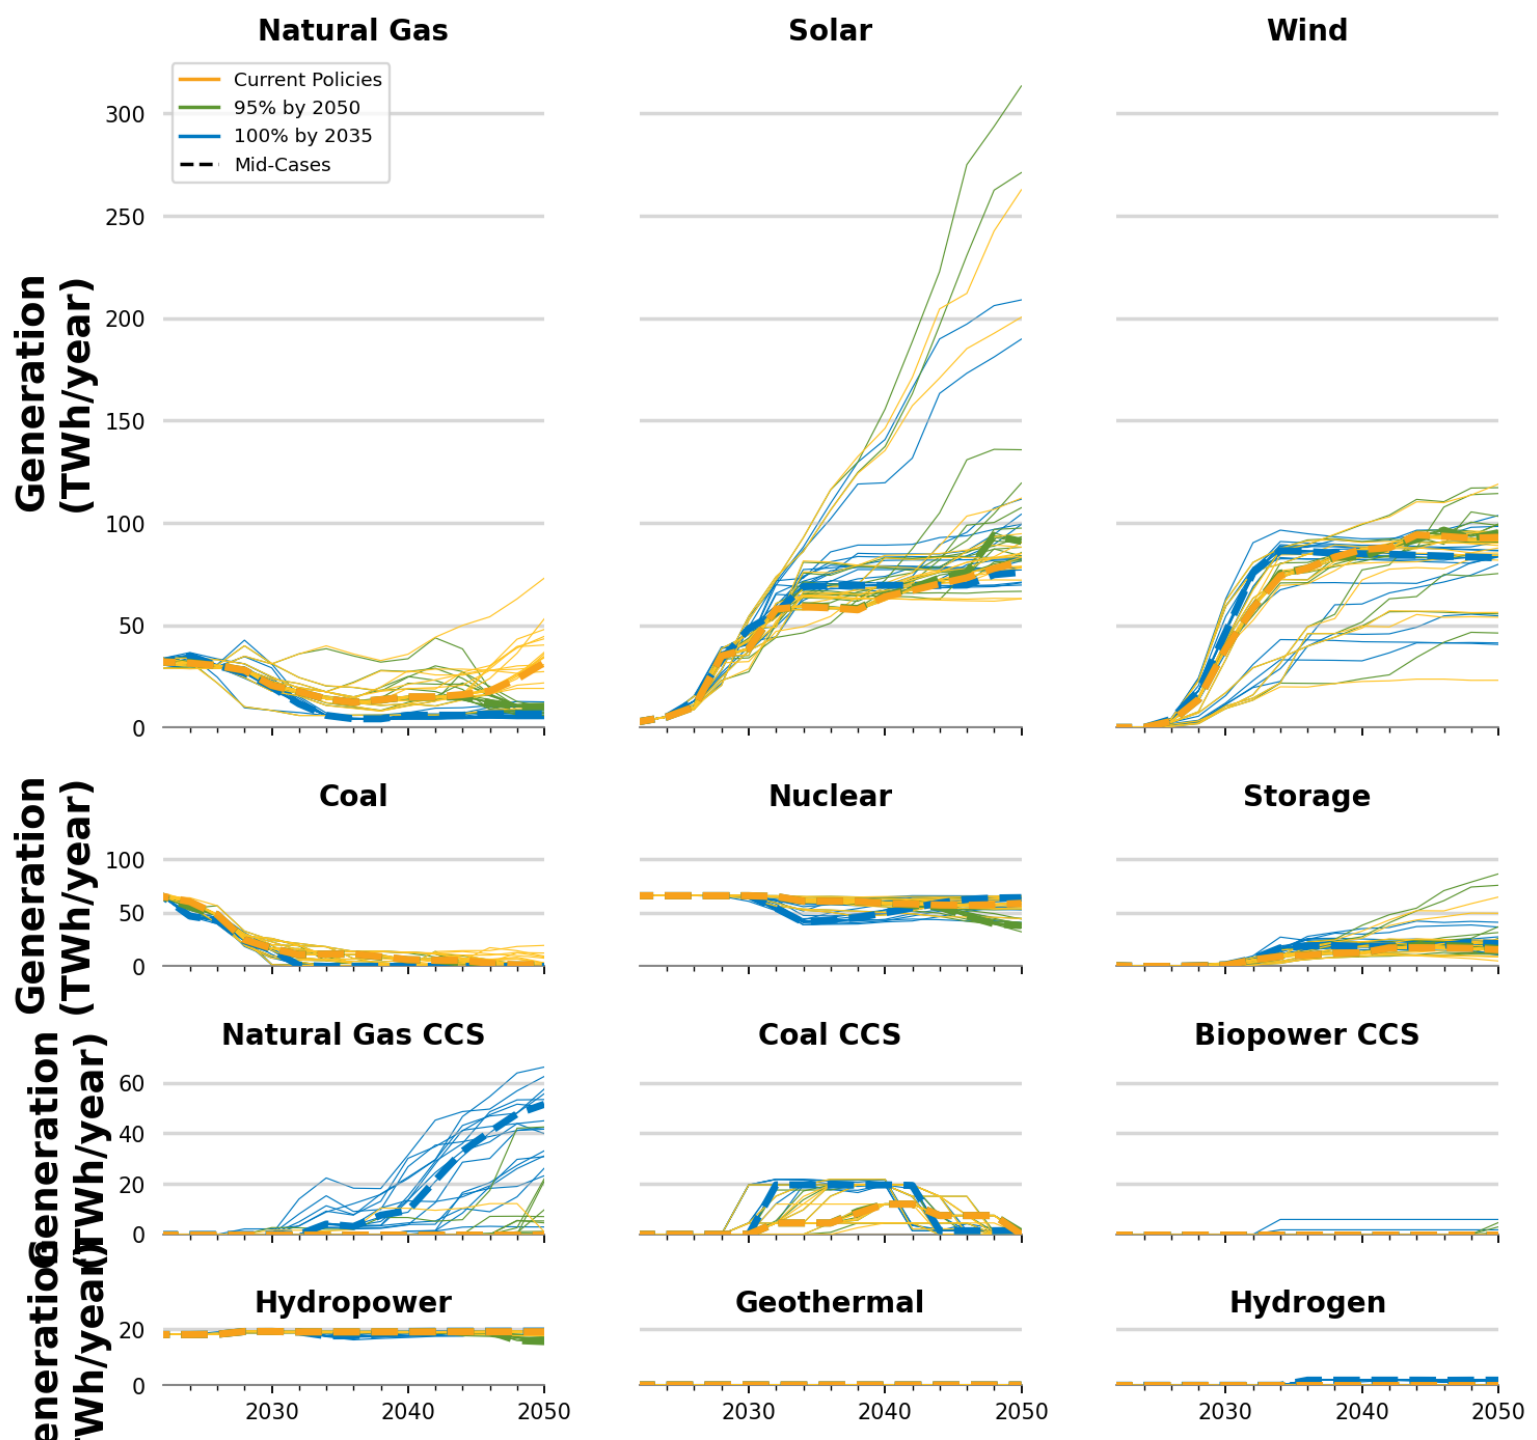 Natural Gas
Solar
Wind
Current Policies
95% by 2050
100% by 2035
Mid-Cases
300
250
200
150
100
50
0
Generation
(TWh/year)
Coal
Nuclear
Storage
100
50
0
Generation
(TWh/year)
Natural Gas CCS
Coal CCS
Biopower CCS
60
40
20
0
Generation
(TWh/year)
Hydropower
Geothermal
Hydrogen
20
0
2030
2040
2050
2030
2040
2050
2030
2040
2050